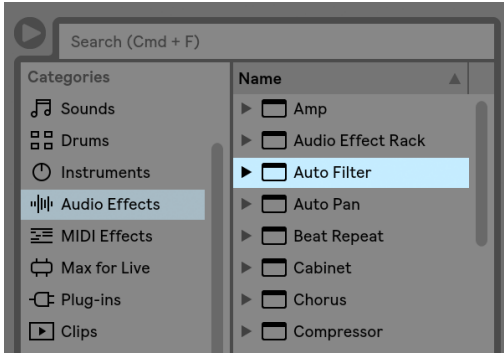 Search (Cmd + F)
Categories
Sounds
Drums
Instruments
Audio Effects
MIDI Effects
Max for Live
Plug-ins
Clips
Name
Amp
Audio Effect Rack
Auto Filter
Auto Pan
Beat Repeat
Cabinet
Chorus
Compressor